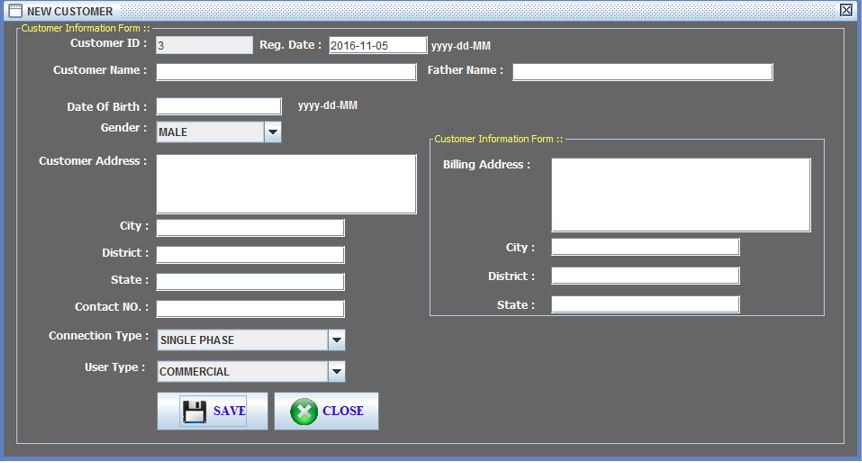 NEW CUSTOMER
Customer Information Form ::
Customer ID : 3 Reg. Date : 2016-11-05 yyyy-dd-MM
Customer Name : Father Name :
Date Of Birth : yyyy-dd-MM
Gender : MALE
Customer Information Form ::
Customer Address : Billing Address :
City : City :
District : District :
State : State :
Contact NO. :
Connection Type : SINGLE PHASE
User Type : COMMERCIAL
SAVE CLOSE